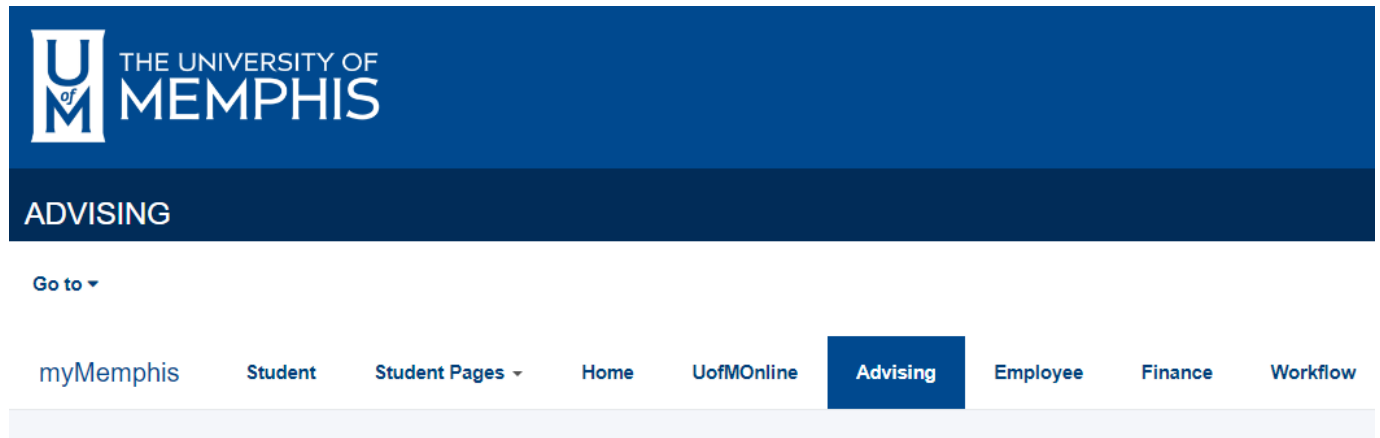 U
of
M
THE UNIVERSITY OF
MEMPHIS
ADVISING
Go to
myMemphis Student Student Pages Home UofMOnline Advising Employee Finance Workflow